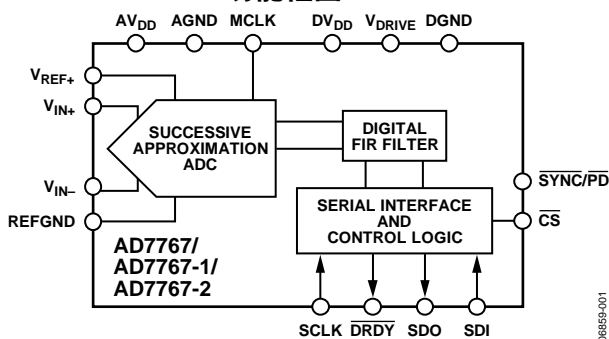 AVDD AGND MCLK DVDD VDRIVE DGND
VREF+
VIN+
VIN–
REFGND
SUCCESSIVE
APPROXIMATION
ADC
DIGITAL
FIR FILTER
SERIAL INTERFACE
AND
CONTROL LOGIC
SYNC/PD
CS
AD7767/
AD7767-1/
AD7767-2
SCLK DRDY SDO SDI
06859-001